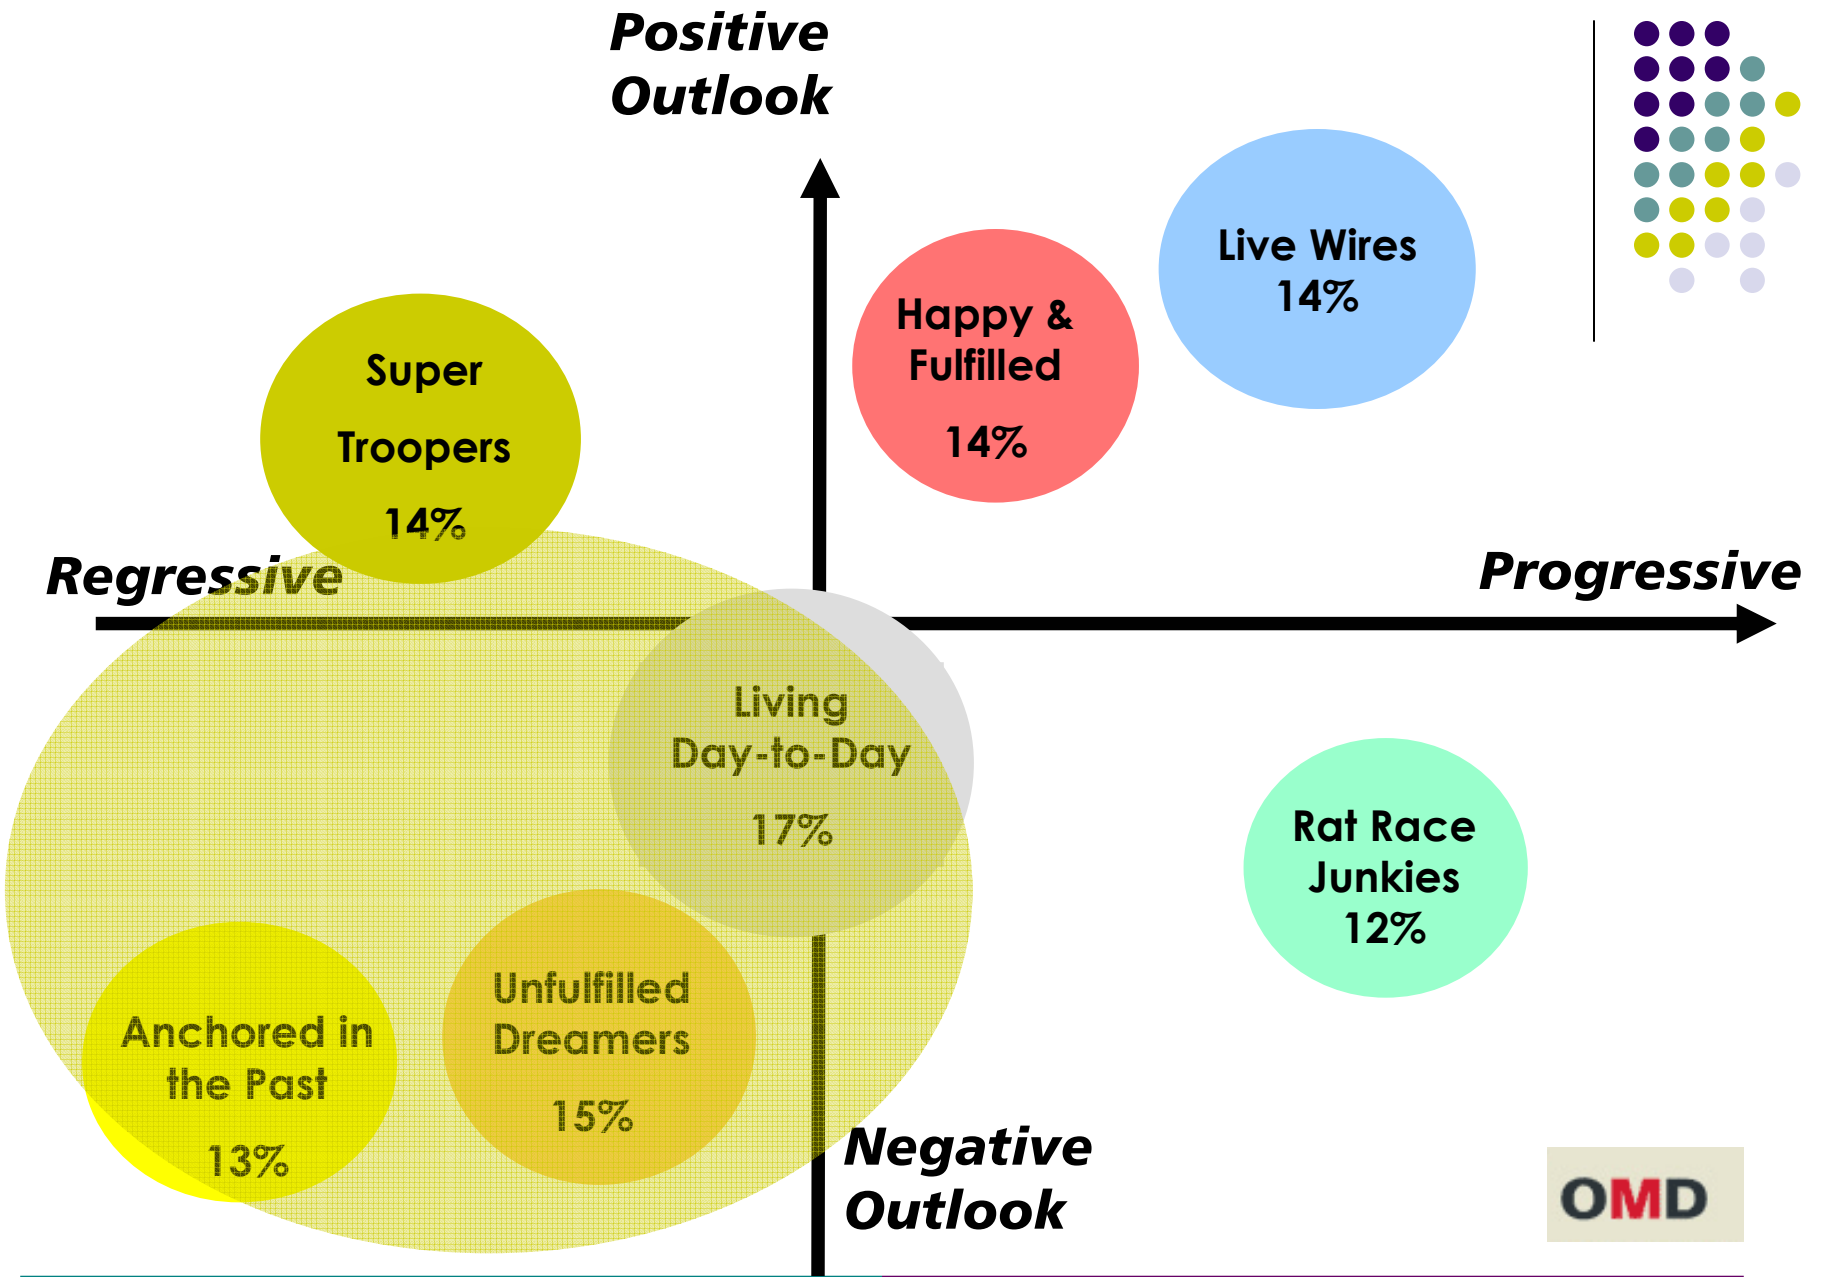 Positive
Outlook
Live Wires
14%
Happy &
Fulfilled
14%
Super
Troopers
14%
Regressive
Progressive
Living
Day-to-Day
17%
Rat Race
Junkies
12%
Unfulfilled
Dreamers
15%
Anchored in
the Past
13%
Negative
Outlook
OMD